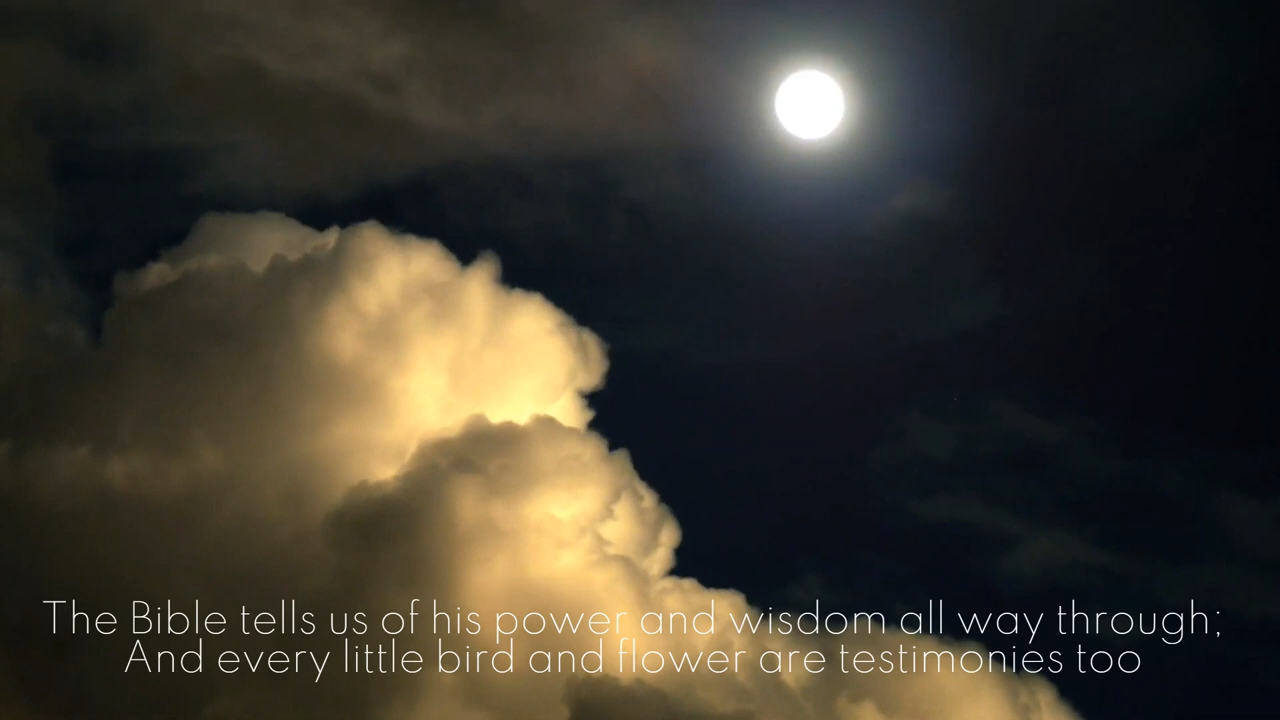 The Bible tells us of his power and wisdom all way through;
And every little bird and flower are testimonies too